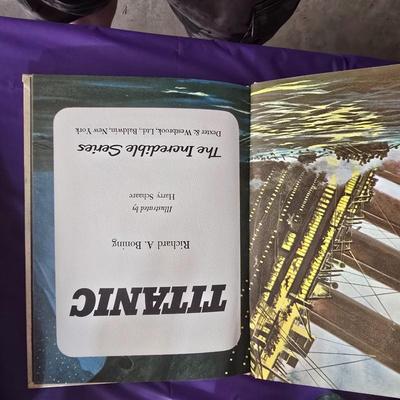 TITANIC
Richard A. Boning
Illustrated by
Harry Schaare
The Incredible Series
Dexter & Westbrook, Ltd., Baldwin, New York